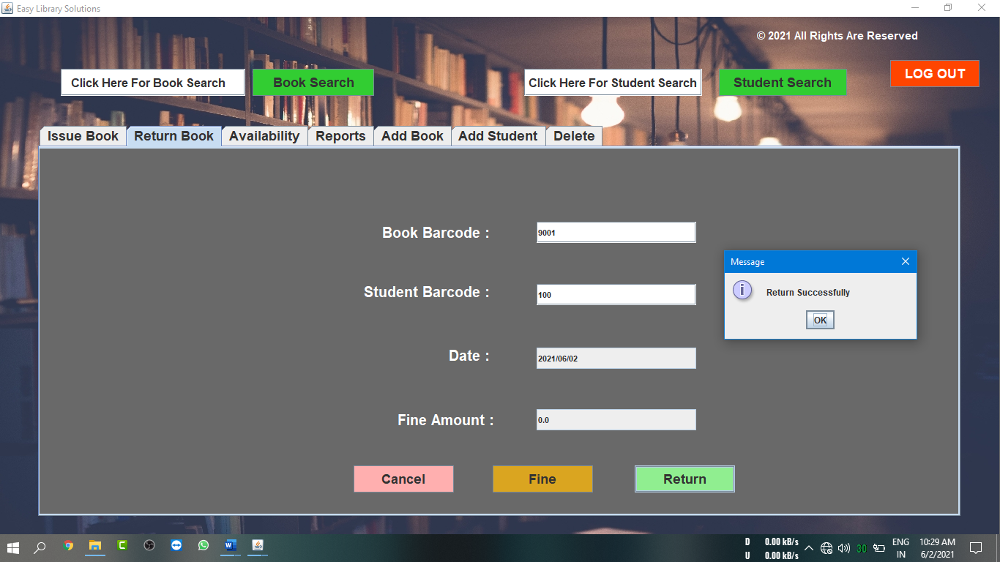 Easy Library Solutions
© 2021 All Rights Are Reserved
Click Here For Book Search
Book Search
Click Here For Student Search
Student Search
LOG OUT
Issue Book
Return Book
Availability
Reports
Add Book
Add Student
Delete
Book Barcode :
9001
Message
Student Barcode :
100
Return Successfully
OK
Date :
2021/06/02
Fine Amount :
0.0
Cancel
Fine
Return
D 0.00 kB/s
U 0.00 kB/s
30
ENG
IN
10:29 AM
6/2/2021